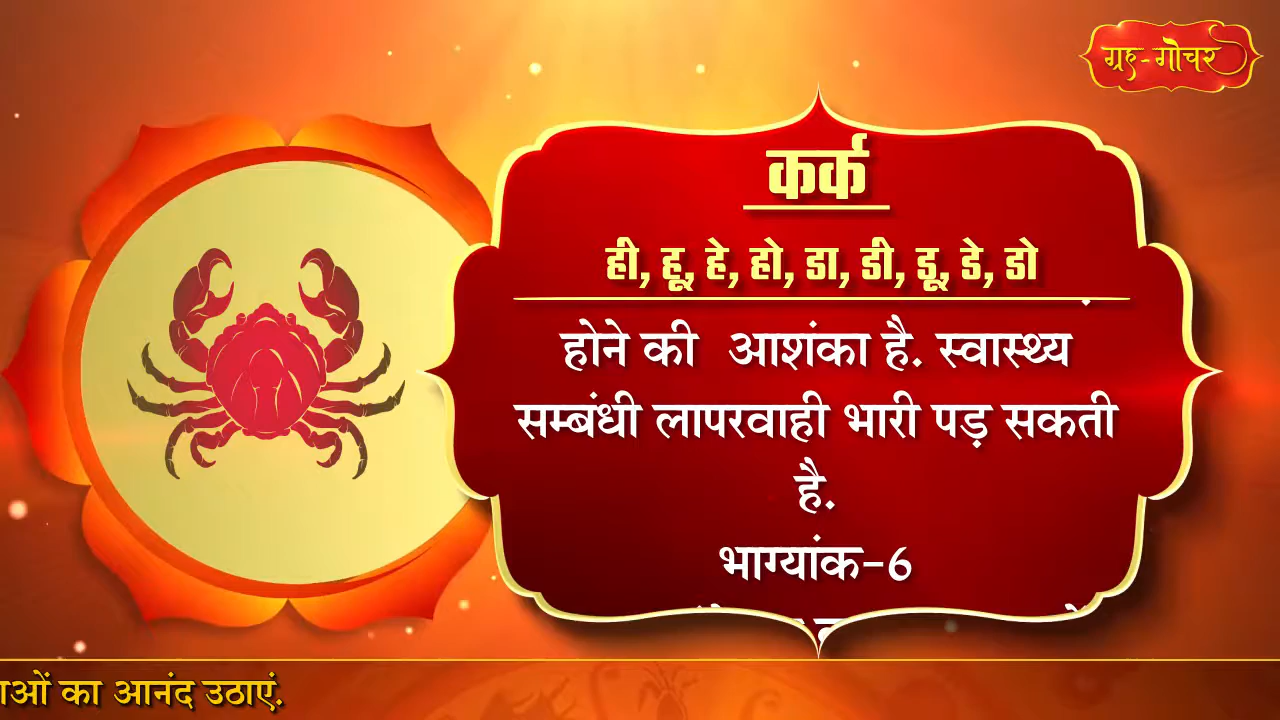 ग्रह-गोचर
कर्क
ही, हू, हे, हो, डा, डी, डू, डे, डो
होने की आशंका है. स्वास्थ्य
सम्बंधी लापरवाही भारी पड़ सकती
है.
भाग्यांक-6
का आनंद उठाएं.